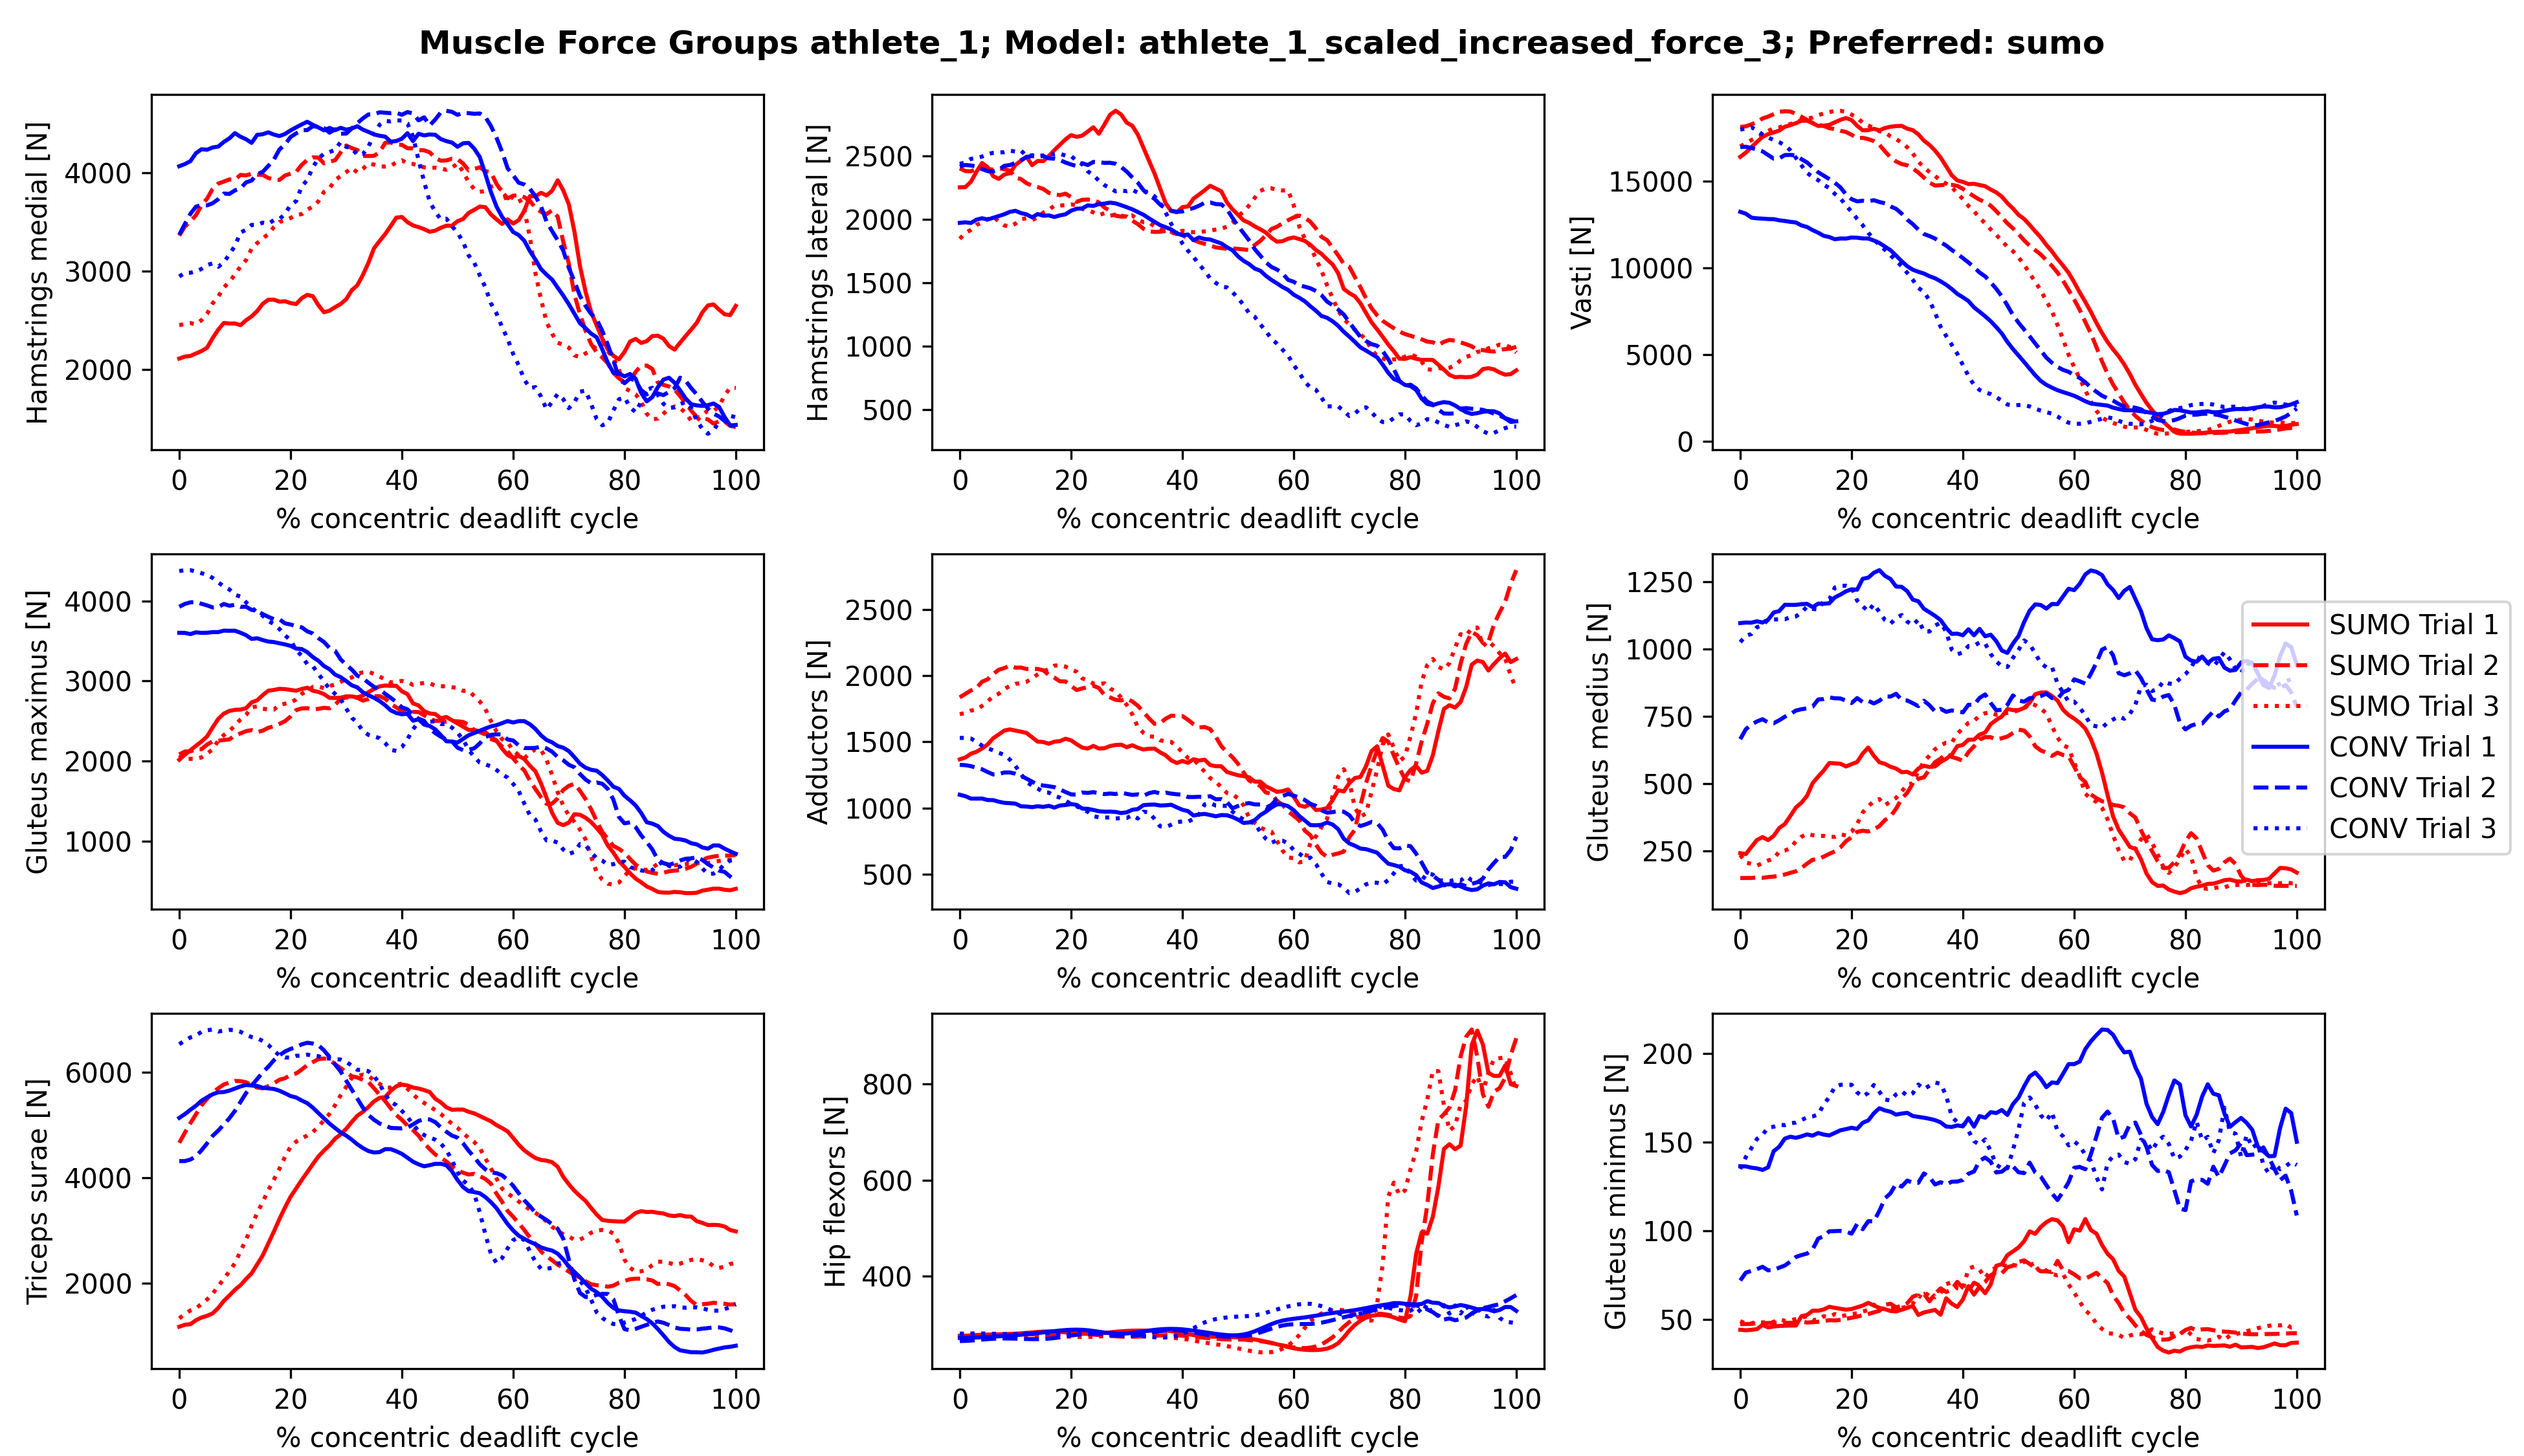 Muscle Force Groups athlete_1; Model: athlete_1_scaled_increased_force_3; Preferred: sumo
Hamstrings medial [N]
4000
3000
2000
0 20 40 60 80 100
% concentric deadlift cycle
Hamstrings lateral [N]
2500
2000
1500
1000
500
0 20 40 60 80 100
% concentric deadlift cycle
Vasti [N]
15000
10000
5000
0
0 20 40 60 80 100
% concentric deadlift cycle
Gluteus maximus [N]
4000
3000
2000
1000
0 20 40 60 80 100
% concentric deadlift cycle
Adductors [N]
2500
2000
1500
1000
500
0 20 40 60 80 100
% concentric deadlift cycle
Gluteus medius [N]
1250
1000
750
500
250
0 20 40 60 80 100
% concentric deadlift cycle
SUMO Trial 1
SUMO Trial 2
SUMO Trial 3
CONV Trial 1
CONV Trial 2
CONV Trial 3
Triceps surae [N]
6000
4000
2000
0 20 40 60 80 100
% concentric deadlift cycle
Hip flexors [N]
800
600
400
0 20 40 60 80 100
% concentric deadlift cycle
Gluteus minimus [N]
200
150
100
50
0 20 40 60 80 100
% concentric deadlift cycle